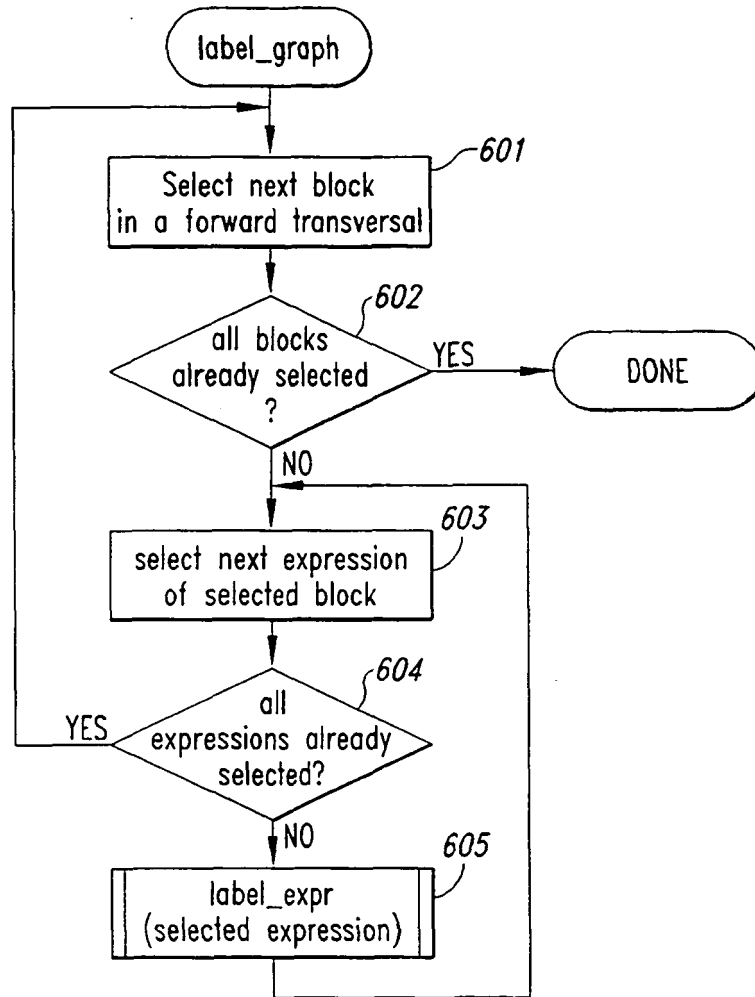 label_graph
601
Select next block
in a forward transversal
602
all blocks
already selected
?
YES
DONE
NO
603
select next expression
of selected block
604
all
expressions already
selected?
YES
NO
605
label_expr
(selected expression)